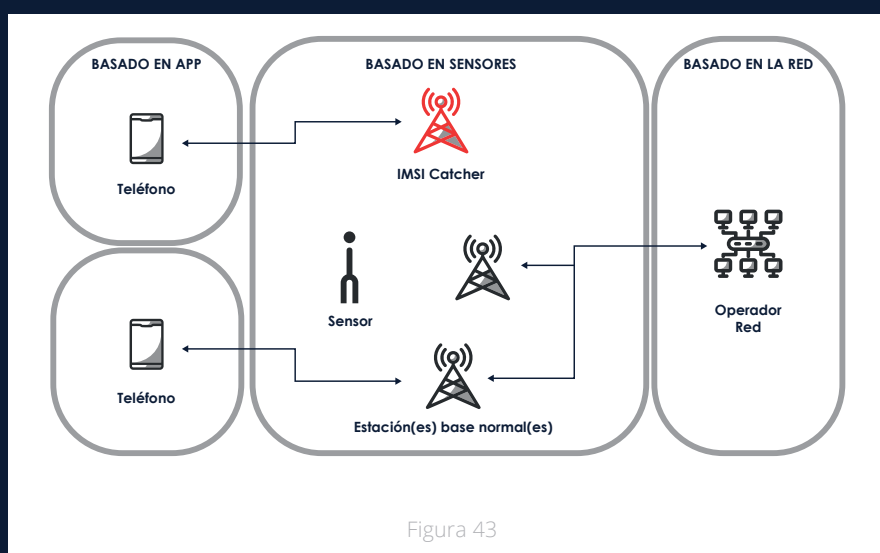 BASADO EN APP
BASADO EN SENSORES
BASADO EN LA RED
Teléfono
IMSI Catcher
Sensor
Operador
Red
Teléfono
Estación(es) base normal(es)
Figura 43